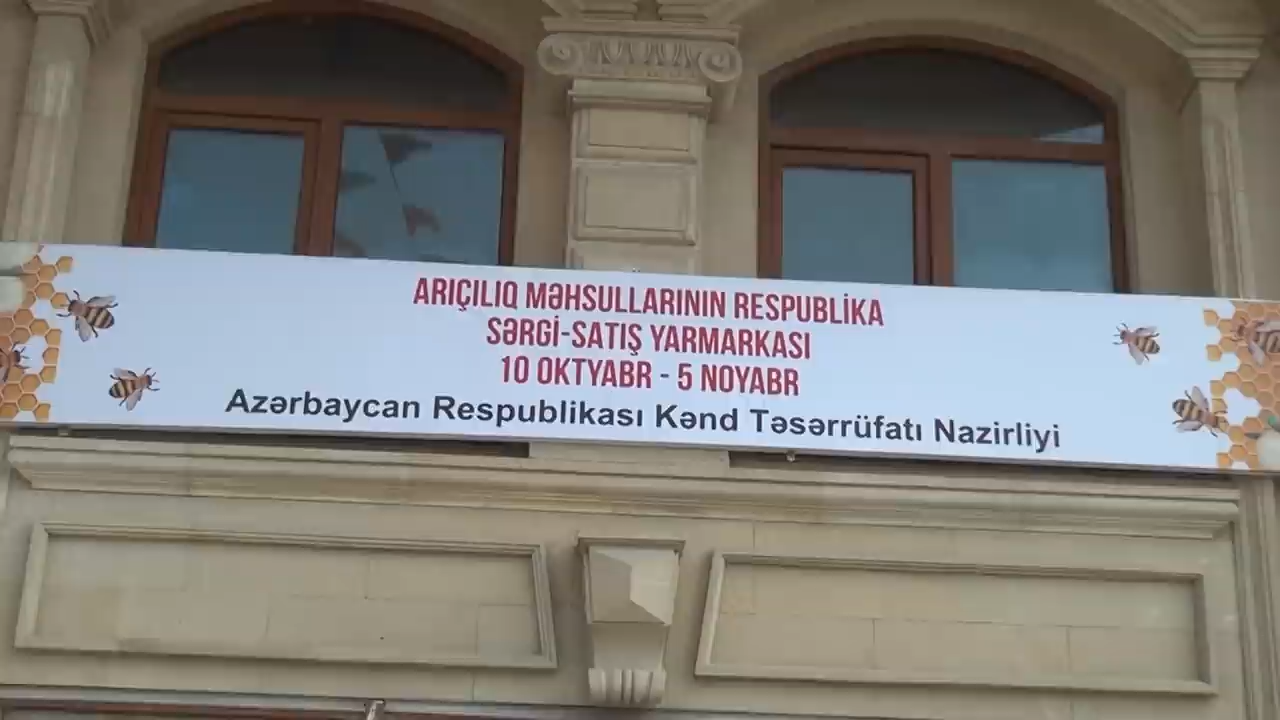 ARIÇILIQ MƏHSULLARININ RESPUBLİKA
SƏRGİ-SATIŞ YARMARKASI
10 OKTYABR - 5 NOYABR
Azərbaycan Respublikası Kənd Təsərrüfatı Nazirliyi